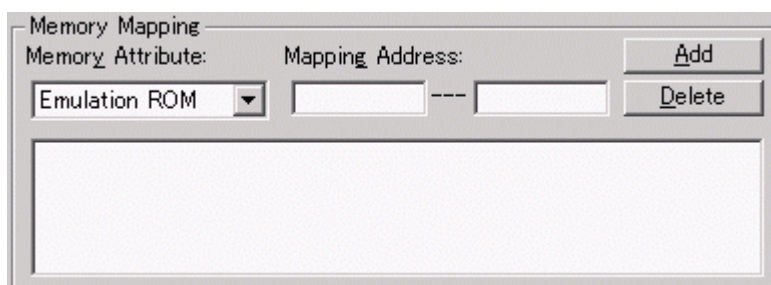 Memory Mapping
Memory Attribute: Mapping Address: Add
Emulation ROM --- Delete